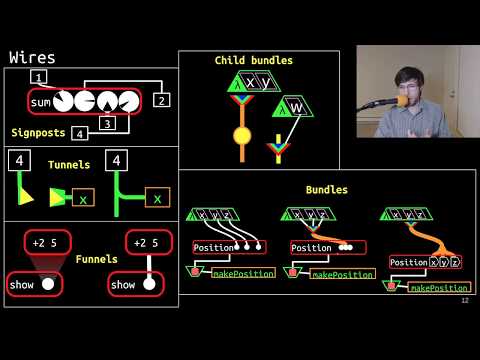 Wires
1
sum
2
3
Signposts
4
Tunnels
4
x
4
x
+2 5
+2 5
Funnels
show
show
Child bundles
λ x y
λ w
Bundles
λ x y z
λ x y z
λ x y z
Position
Position
Position x y z
makePosition
makePosition
makePosition
12